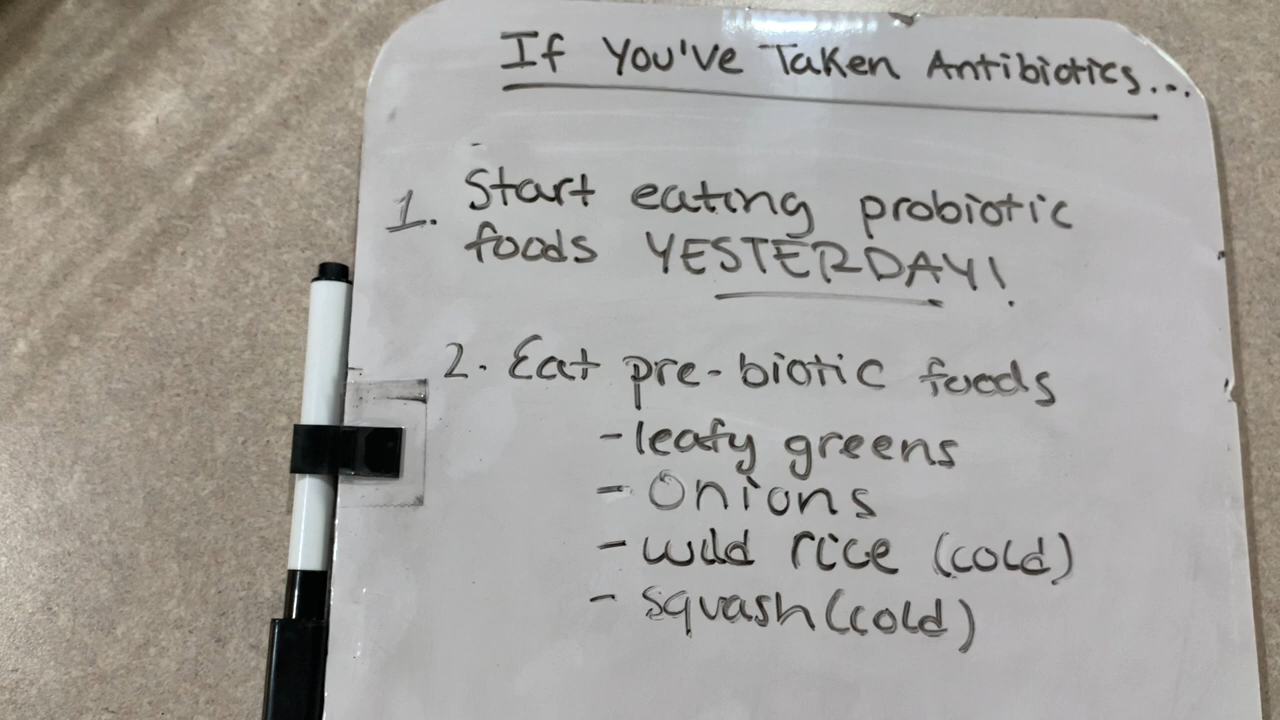 If You've Taken Antibiotics...
1. Start eating probiotic
foods YESTERDAY!
2. Eat pre-biotic foods
- leafy greens
- Onions
- wild rice (cold)
- squash (cold)